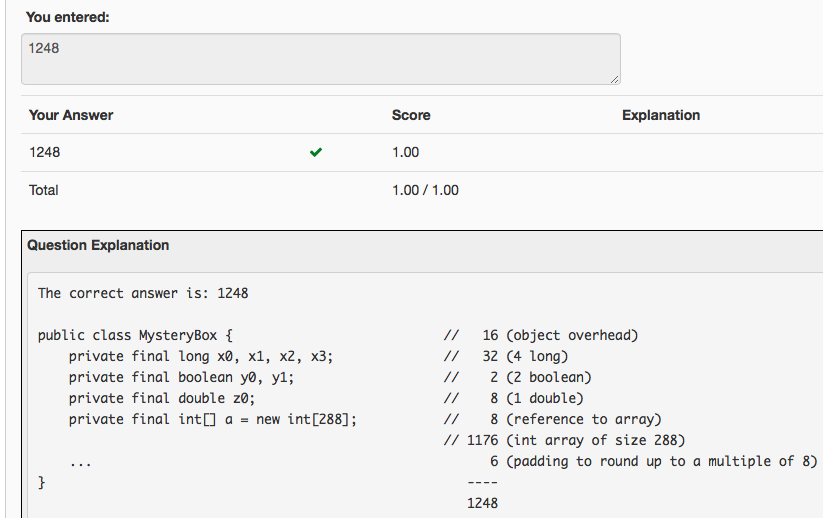 You entered:
1248
Your Answer Score Explanation
1248 ✔ 1.00
Total 1.00 / 1.00
Question Explanation
The correct answer is: 1248
public class MysteryBox { // 16 (object overhead)
private final long x0, x1, x2, x3; // 32 (4 long)
private final boolean y0, y1; // 2 (2 boolean)
private final double z0; // 8 (1 double)
private final int[] a = new int[288]; // 8 (reference to array)
// 1176 (int array of size 288)
... 6 (padding to round up to a multiple of 8)
} ----
1248